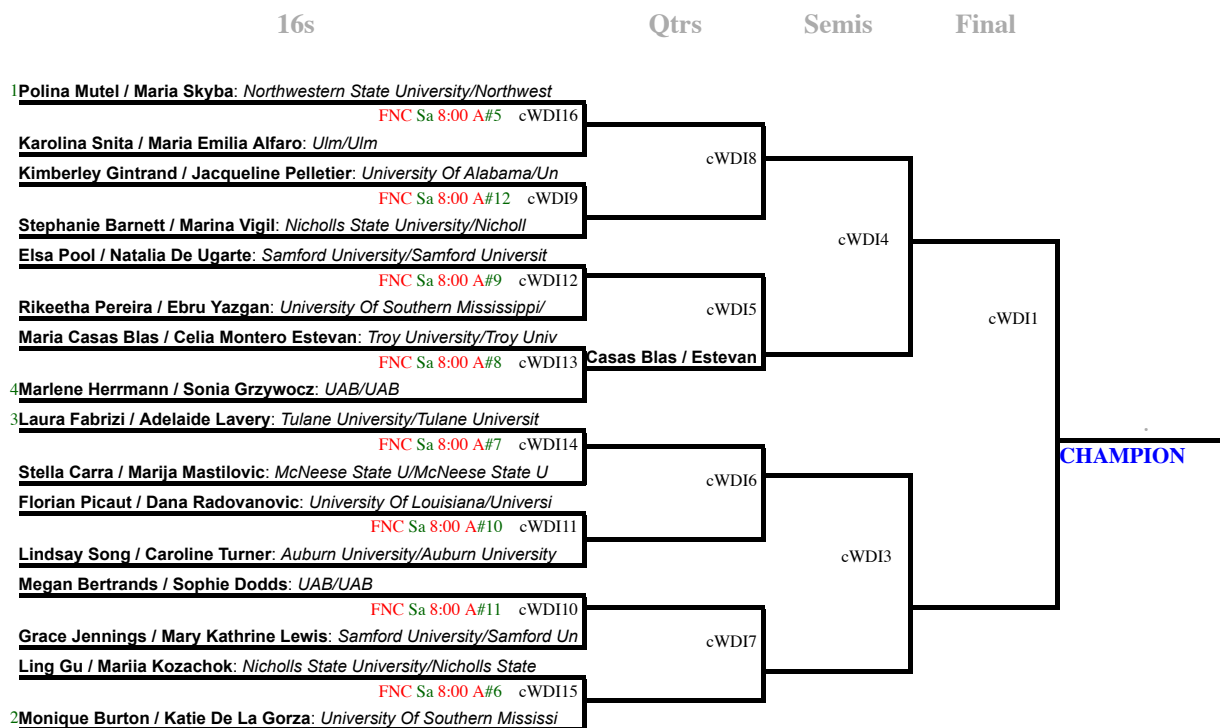 16s Qtrs Semis Final
1 Polina Mutel / Maria Skyba: Northwestern State University/Northwest
FNC Sa 8:00 A#5 cWDI16
Karolina Snita / Maria Emilia Alfaro: Ulm/Ulm
cWDI8
Kimberley Gintrand / Jacqueline Pelletier: University Of Alabama/Un
FNC Sa 8:00 A#12 cWDI9
Stephanie Barnett / Marina Vigil: Nicholls State University/Nicholl
cWDI4
Elsa Pool / Natalia De Ugarte: Samford University/Samford Universit
FNC Sa 8:00 A#9 cWDI12
Rikeetha Pereira / Ebru Yazgan: University Of Southern Mississippi/
cWDI5
cWDI1
Maria Casas Blas / Celia Montero Estevan: Troy University/Troy Univ
FNC Sa 8:00 A#8 cWDI13
Casas Blas / Estevan
4 Marlene Herrmann / Sonia Grzywocz: UAB/UAB
3 Laura Fabrizi / Adelaide Lavery: Tulane University/Tulane Universit
FNC Sa 8:00 A#7 cWDI14
CHAMPION
Stella Carra / Marija Mastilovic: McNeese State U/McNeese State U
cWDI6
Florian Picaut / Dana Radovanovic: University Of Louisiana/Universi
FNC Sa 8:00 A#10 cWDI11
Lindsay Song / Caroline Turner: Auburn University/Auburn University
cWDI3
Megan Bertrands / Sophie Dodds: UAB/UAB
FNC Sa 8:00 A#11 cWDI10
Grace Jennings / Mary Kathrine Lewis: Samford University/Samford Un
cWDI7
Ling Gu / Mariia Kozachok: Nicholls State University/Nicholls State
FNC Sa 8:00 A#6 cWDI15
2 Monique Burton / Katie De La Gorza: University Of Southern Mississi